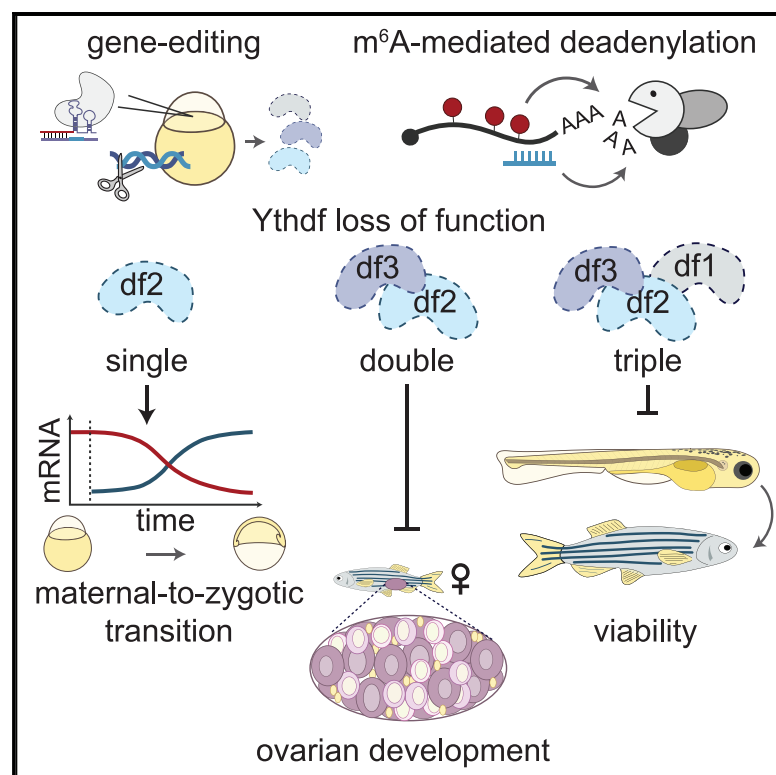 gene-editing
m⁶A-mediated deadenylation
AAA
A
A
A
Ythdf loss of function
df2
df3
df2
df3
df1
df2
single
double
triple
mRNA
time
maternal-to-zygotic
transition
♀
ovarian development
viability